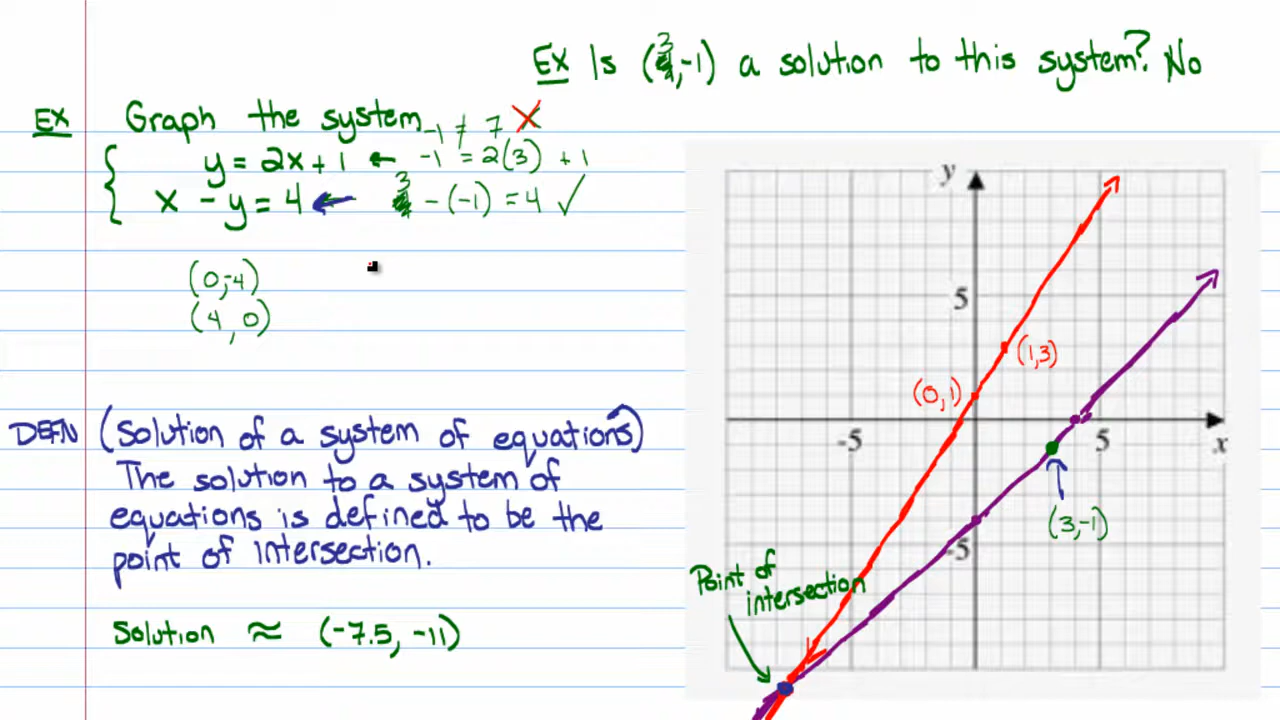 EX Is (3,-1) a solution to this system? No
EX Graph the system
-1 ≠ 7 X
y = 2x + 1 ← -1 = 2(3) + 1
x - y = 4 ← 3 - (-1) = 4 ✓
(0,-4)
(4, 0)
DEFN (Solution of a system of equations)
The solution to a system of
equations is defined to be the
point of intersection.
Solution ≈ (-7.5, -11)
y
5
(1,3)
(0,1)
-5
5
x
(3,-1)
-5
Point of
intersection